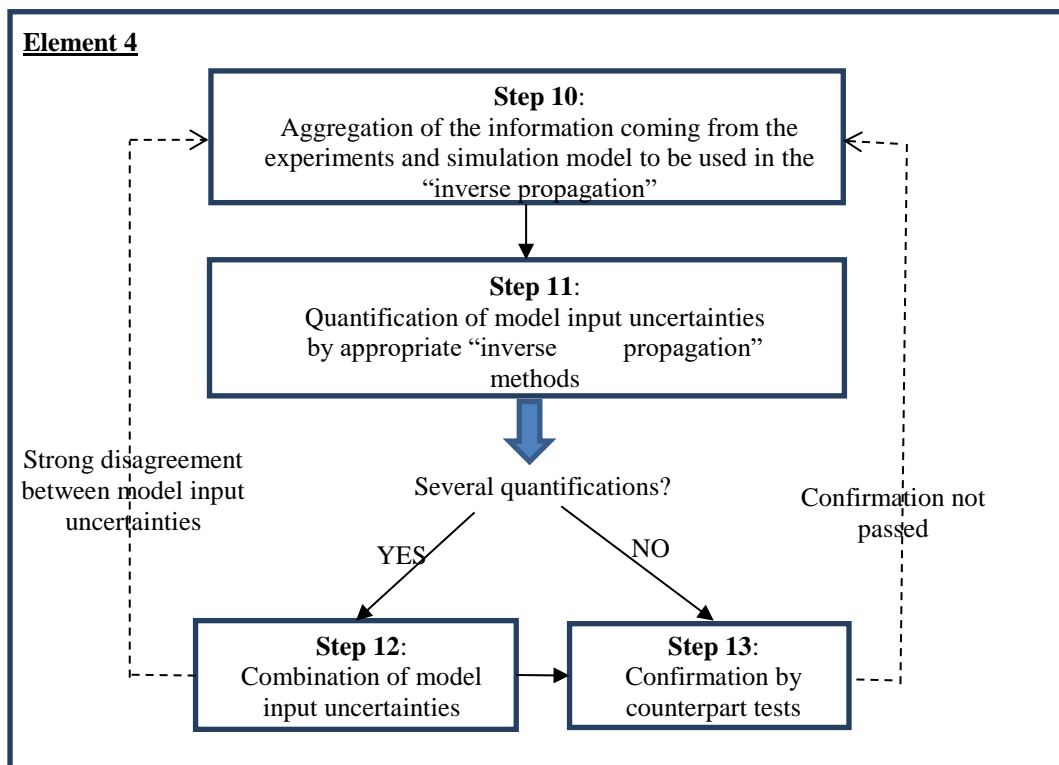 Element 4
Step 10:
Aggregation of the information coming from the
experiments and simulation model to be used in the
“inverse propagation”
Step 11:
Quantification of model input uncertainties
by appropriate “inverse propagation”
methods
Strong disagreement
between model input
uncertainties
Several quantifications?
Confirmation not
passed
YES
NO
Step 12:
Combination of model
input uncertainties
Step 13:
Confirmation by
counterpart tests